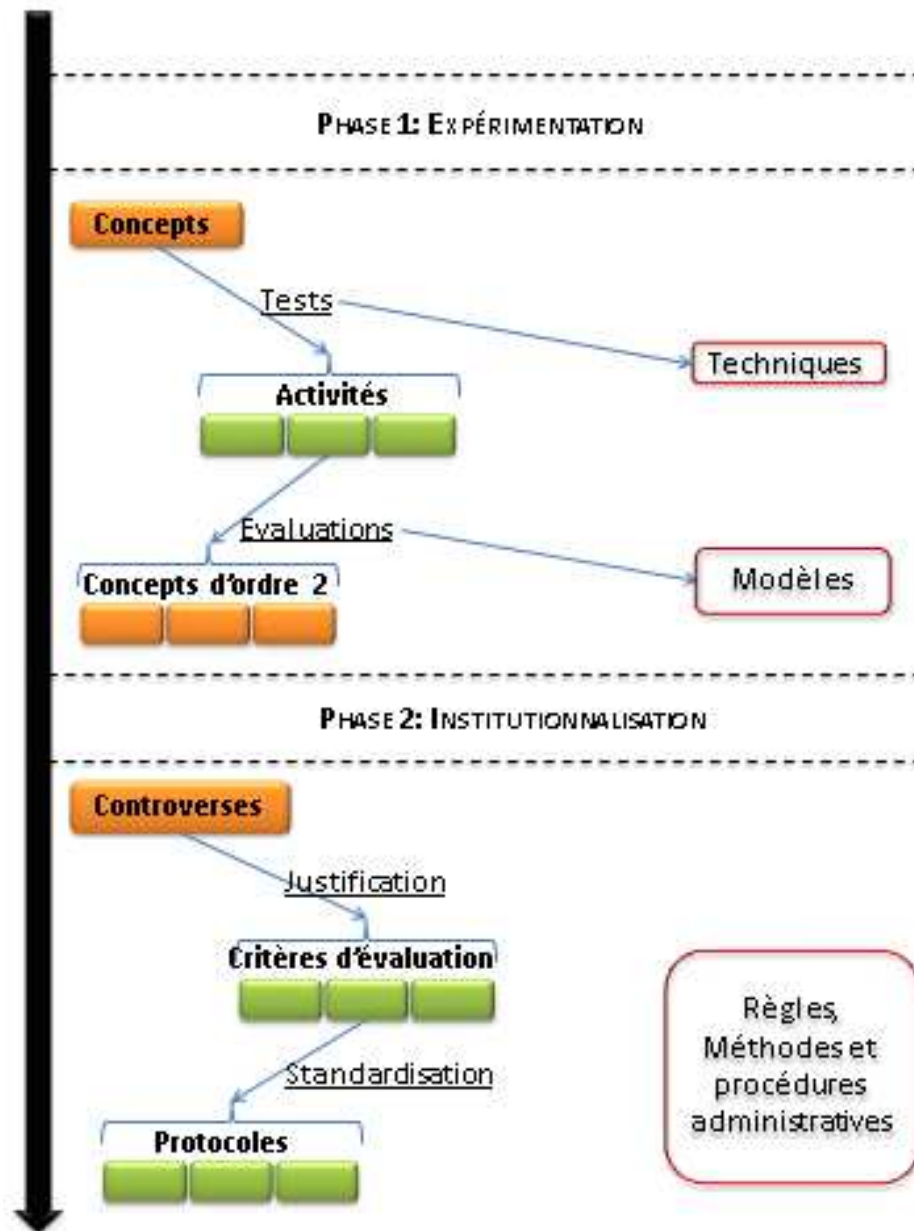 PHASE 1: EXPÉRIMENTATION
Concepts
Tests
Techniques
Activités
Evaluations
Modèles
Concepts d'ordre 2
PHASE 2: INSTITUTIONNALISATION
Controverses
Justification
Critères d'évaluation
Règles,
Méthodes et
procédures
administratives
Standardisation
Protocoles